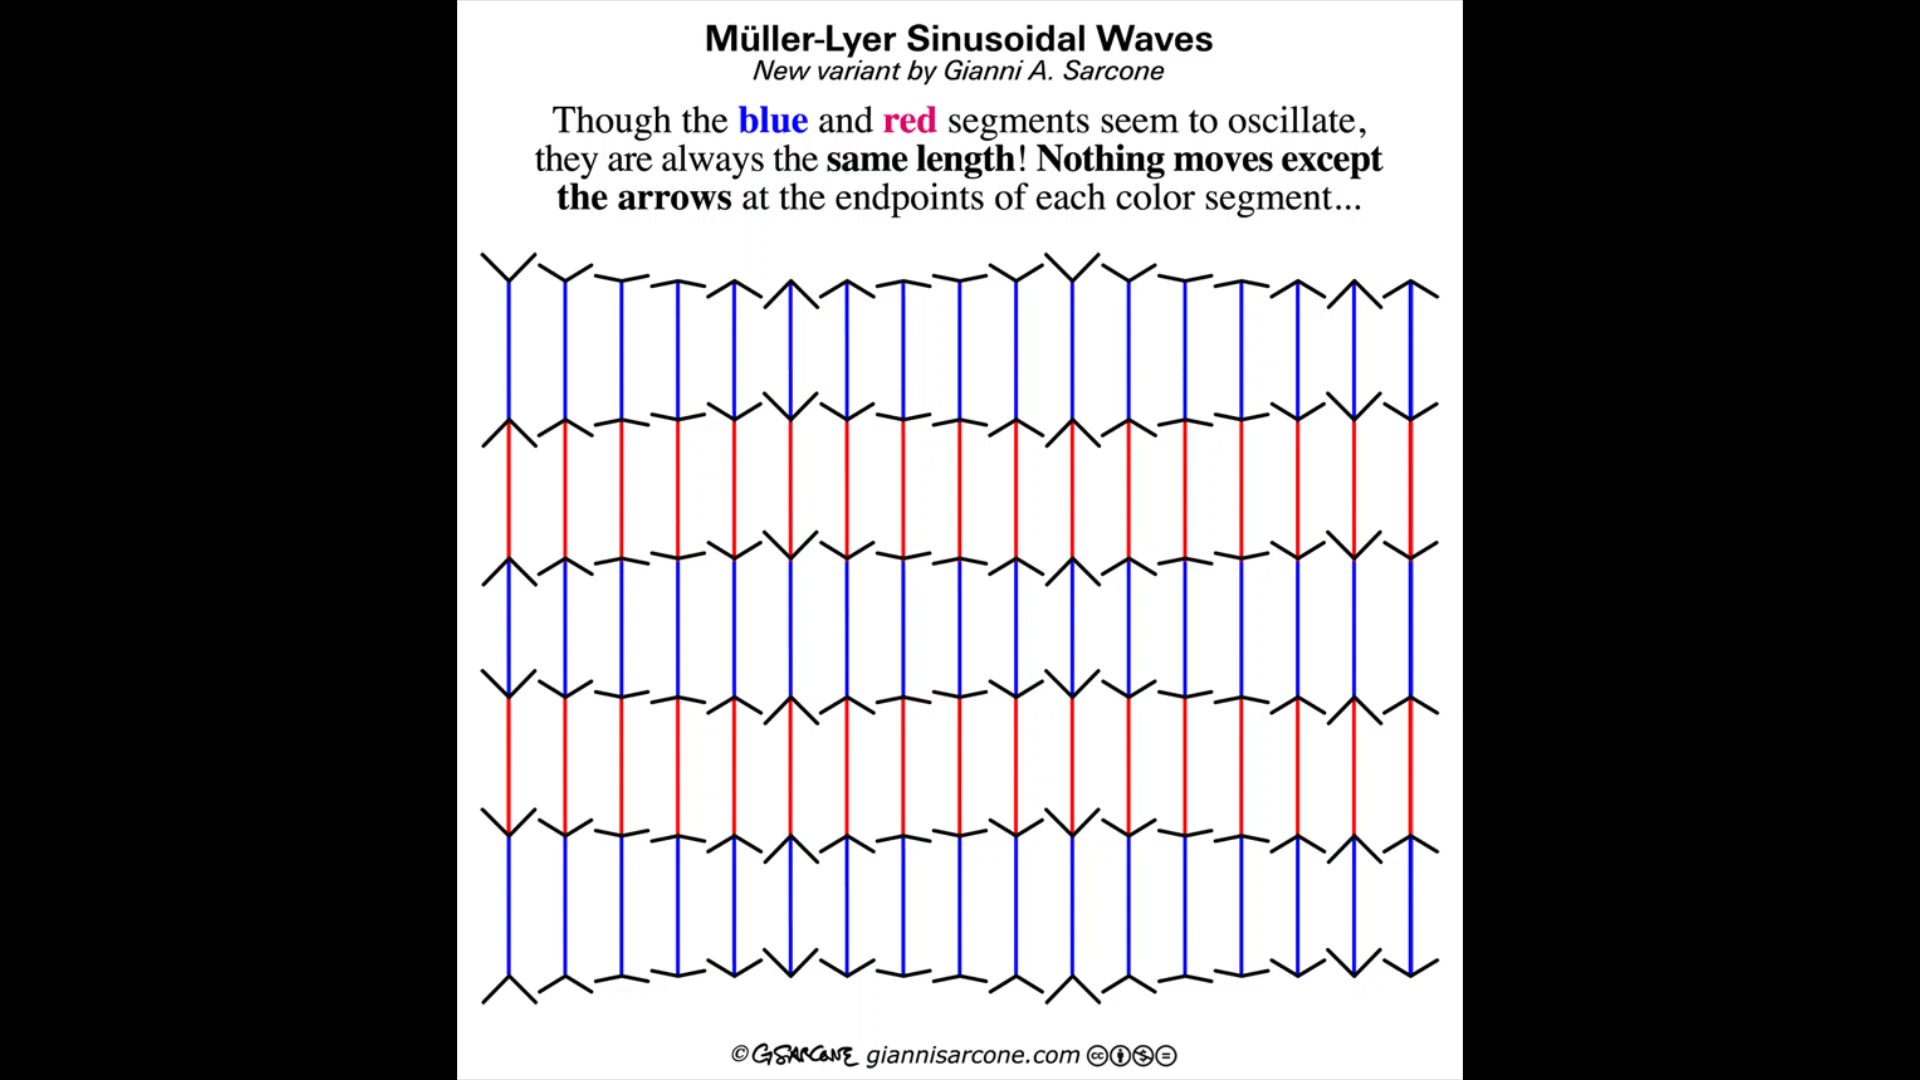 Müller-Lyer Sinusoidal Waves
New variant by Gianni A. Sarcone
Though the blue and red segments seem to oscillate,
they are always the same length! Nothing moves except
the arrows at the endpoints of each color segment...
© G. SARCONE giannisarcone.com